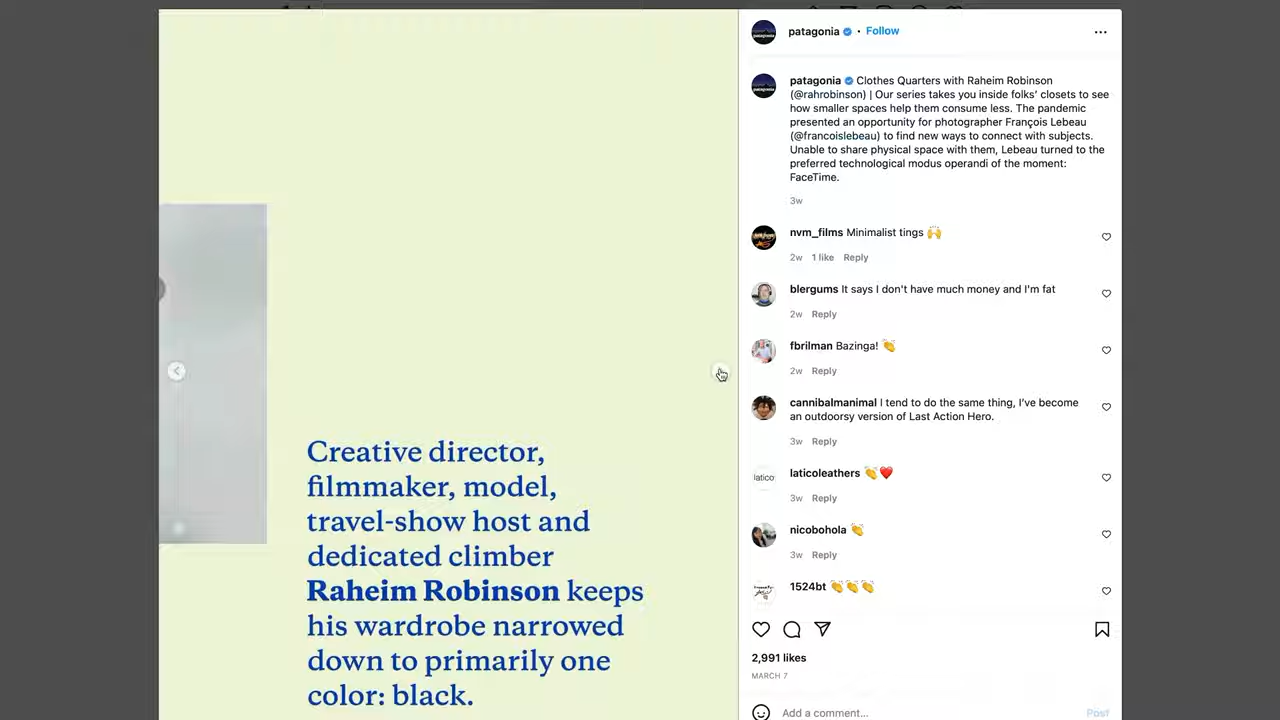 patagonia • Follow
patagonia Clothes Quarters with Raheim Robinson
(@rahrobinson) | Our series takes you inside folks' closets to see
how smaller spaces help them consume less. The pandemic
presented an opportunity for photographer François Lebeau
(@francoislebeau) to find new ways to connect with subjects.
Unable to share physical space with them, Lebeau turned to the
preferred technological modus operandi of the moment:
FaceTime.
3w
nvm_films Minimalist tings 🙌
2w 1 like Reply
blergums It says I don't have much money and I'm fat
2w Reply
fbrilman Bazinga! 👏
2w Reply
cannibalmanimal I tend to do the same thing, I've become
an outdoorsy version of Last Action Hero.
3w Reply
latico
laticoleathers 👏❤️
3w Reply
nicobohola 👏
3w Reply
1524bt 👏👏👏
2,991 likes
MARCH 7
Add a comment...
Post
Creative director,
filmmaker, model,
travel-show host and
dedicated climber
Raheim Robinson keeps
his wardrobe narrowed
down to primarily one
color: black.